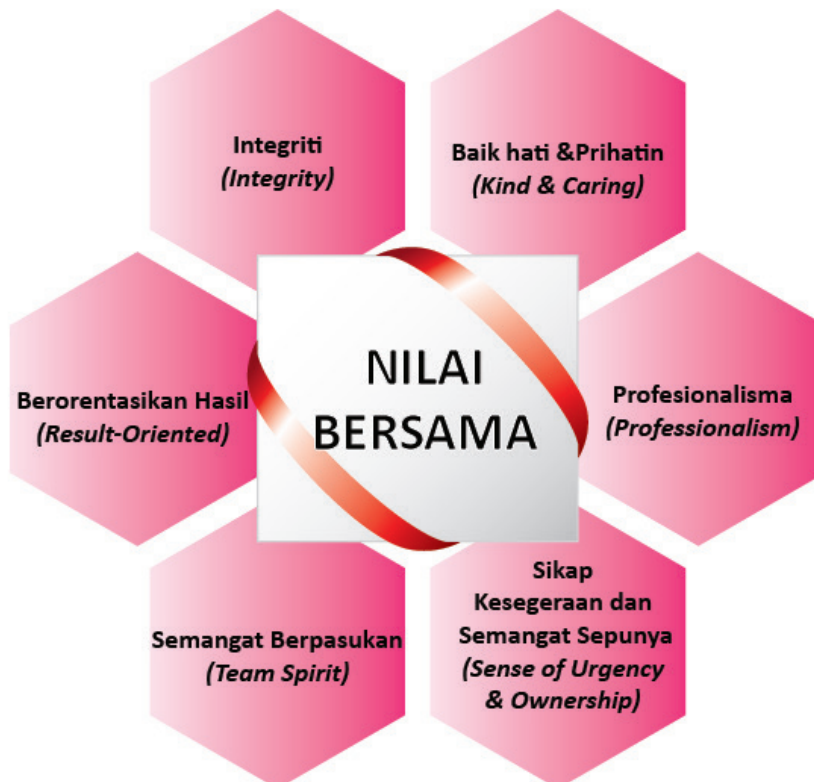 Integriti
(Integrity)
Baik hati &Prihatin
(Kind & Caring)
Berorentasikan Hasil
(Result-Oriented)
NILAI
BERSAMA
Profesionalisma
(Professionalism)
Semangat Berpasukan
(Team Spirit)
Sikap
Kesegeraan dan
Semangat Sepunya
(Sense of Urgency
& Ownership)